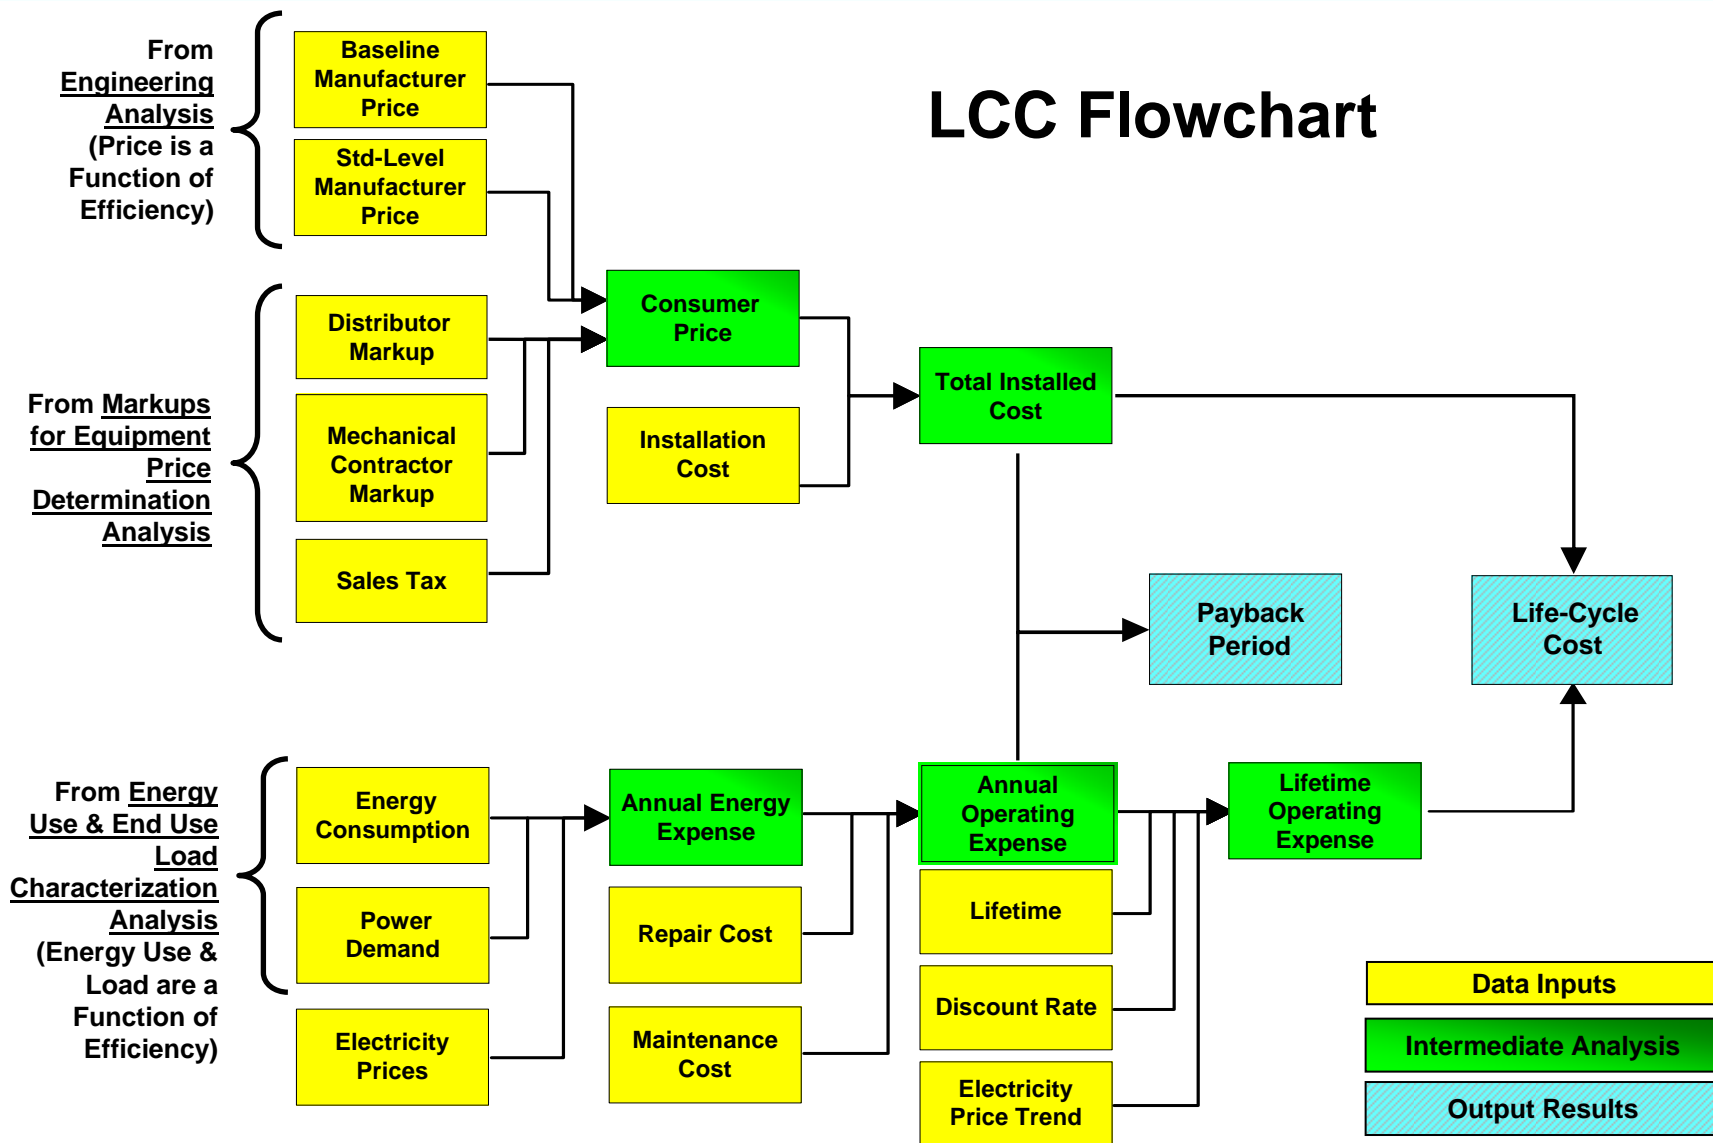 LCC Flowchart
From
Engineering
Analysis
(Price is a
Function of
Efficiency)
Baseline
Manufacturer
Price
Std-Level
Manufacturer
Price
From Markups
for Equipment
Price
Determination
Analysis
Distributor
Markup
Mechanical
Contractor
Markup
Sales Tax
Consumer
Price
Installation
Cost
Total Installed
Cost
Payback
Period
Life-Cycle
Cost
From Energy
Use & End Use
Load
Characterization
Analysis
(Energy Use &
Load are a
Function of
Efficiency)
Energy
Consumption
Power
Demand
Electricity
Prices
Annual Energy
Expense
Repair Cost
Maintenance
Cost
Annual
Operating
Expense
Lifetime
Discount Rate
Electricity
Price Trend
Lifetime
Operating
Expense
Data Inputs
Intermediate Analysis
Output Results